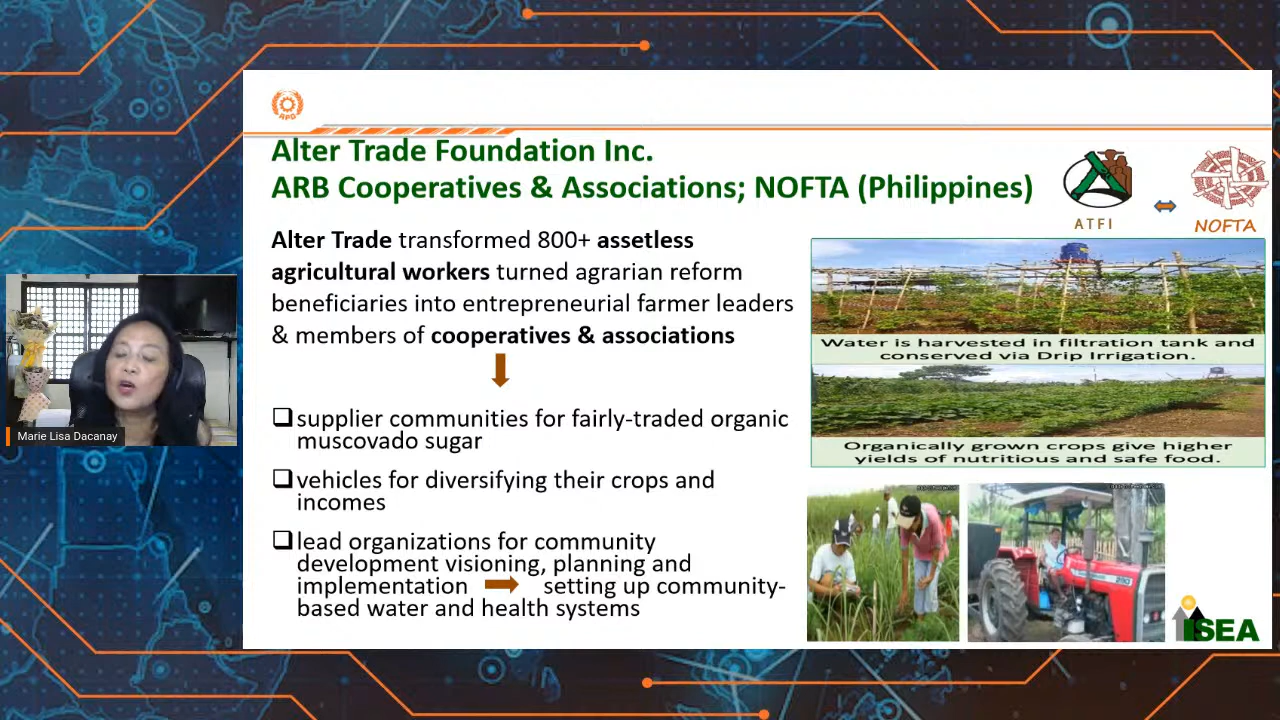 APO
Alter Trade Foundation Inc.
ARB Cooperatives & Associations; NOFTA (Philippines)
ATFI
NOFTA
Alter Trade transformed 800+ assetless
agricultural workers turned agrarian reform
beneficiaries into entrepreneurial farmer leaders
& members of cooperatives & associations
supplier communities for fairly-traded organic
muscovado sugar
vehicles for diversifying their crops and
incomes
lead organizations for community
development visioning, planning and
implementation setting up community-
based water and health systems
Water is harvested in filtration tank and
conserved via Drip Irrigation.
Organically grown crops give higher
yields of nutritious and safe food.
ISEA
Marie Lisa Dacanay